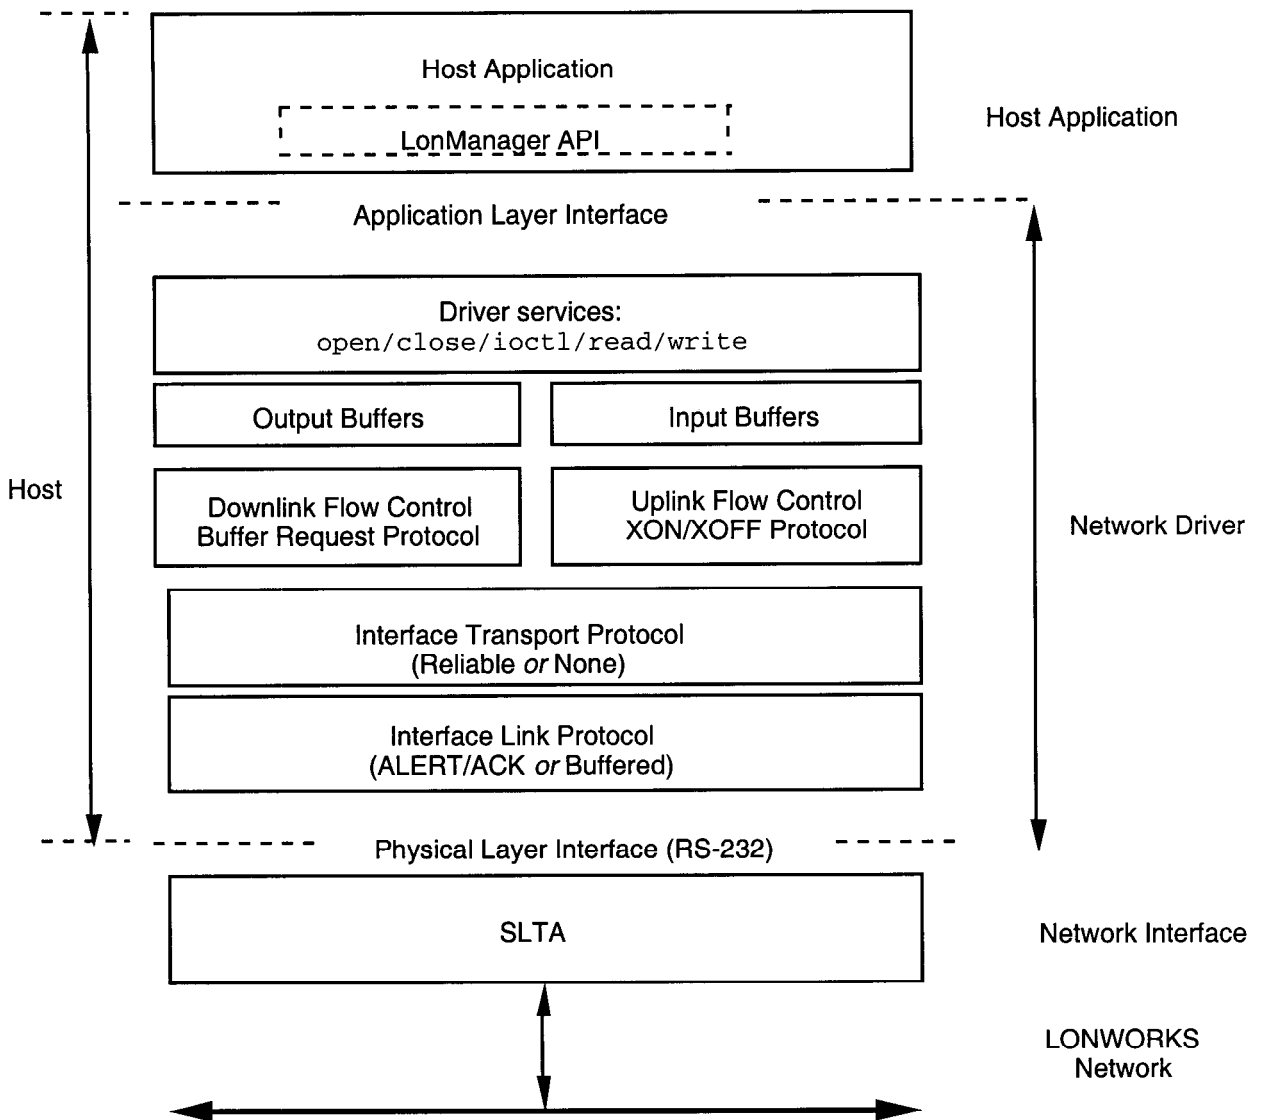 Host Application
LonManager API
Host Application
Application Layer Interface
Driver services:
open/close/ioctl/read/write
Output Buffers
Input Buffers
Host
Downlink Flow Control
Buffer Request Protocol
Uplink Flow Control
XON/XOFF Protocol
Network Driver
Interface Transport Protocol
(Reliable or None)
Interface Link Protocol
(ALERT/ACK or Buffered)
Physical Layer Interface (RS-232)
SLTA
Network Interface
LONWORKS
Network